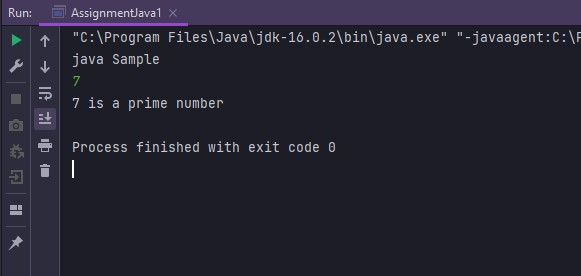 Run: AssignmentJava1 ×
"C:\Program Files\Java\jdk-16.0.2\bin\java.exe" "-javaagent:C:\
java Sample
7
7 is a prime number
Process finished with exit code 0